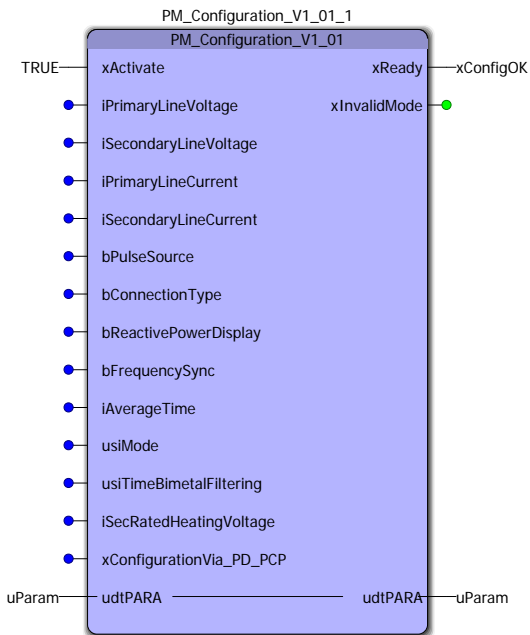 PM_Configuration_V1_01_1
PM_Configuration_V1_01
TRUE xActivate xReady xConfigOK
iPrimaryLineVoltage xInvalidMode
iSecondaryLineVoltage
iPrimaryLineCurrent
iSecondaryLineCurrent
bPulseSource
bConnectionType
bReactivePowerDisplay
bFrequencySync
iAverageTime
usiMode
usiTimeBimetalFiltering
iSecRatedHeatingVoltage
xConfigurationVia_PD_PCP
uParam udtPARA udtPARA uParam